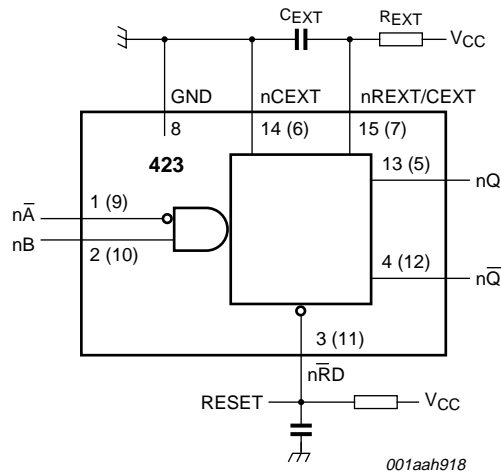 CEXT
REXT
VCC
GND
nCEXT
nREXT/CEXT
8
14 (6)
15 (7)
423
13 (5)
nQ
1 (9)
nA̅
nB
2 (10)
4 (12)
nQ̅
3 (11)
nR̅D
RESET
VCC
001aah918